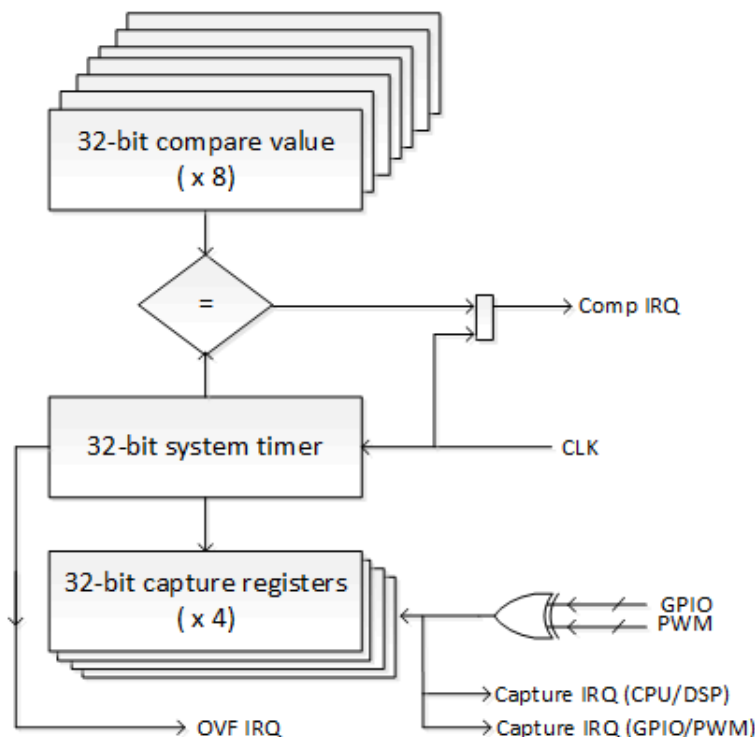 32-bit compare value
( x 8)
=
Comp IRQ
32-bit system timer
CLK
32-bit capture registers
( x 4)
GPIO
PWM
Capture IRQ (CPU/DSP)
OVF IRQ
Capture IRQ (GPIO/PWM)